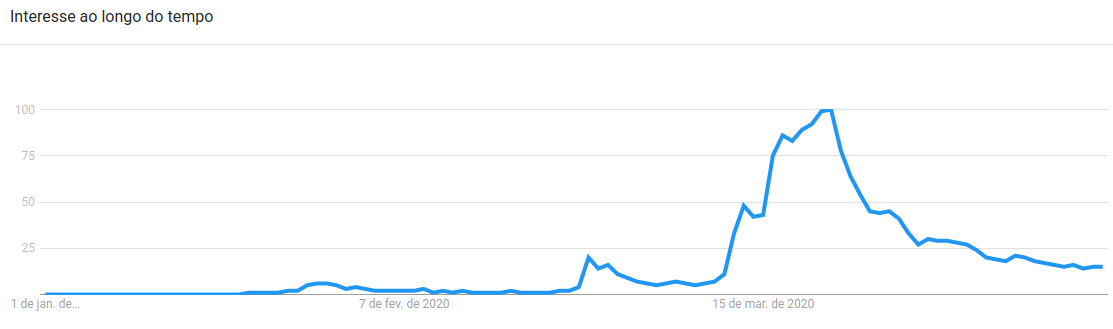 Interesse ao longo do tempo
100
75
50
25
1 de jan. de…
7 de fev. de 2020
15 de mar. de 2020